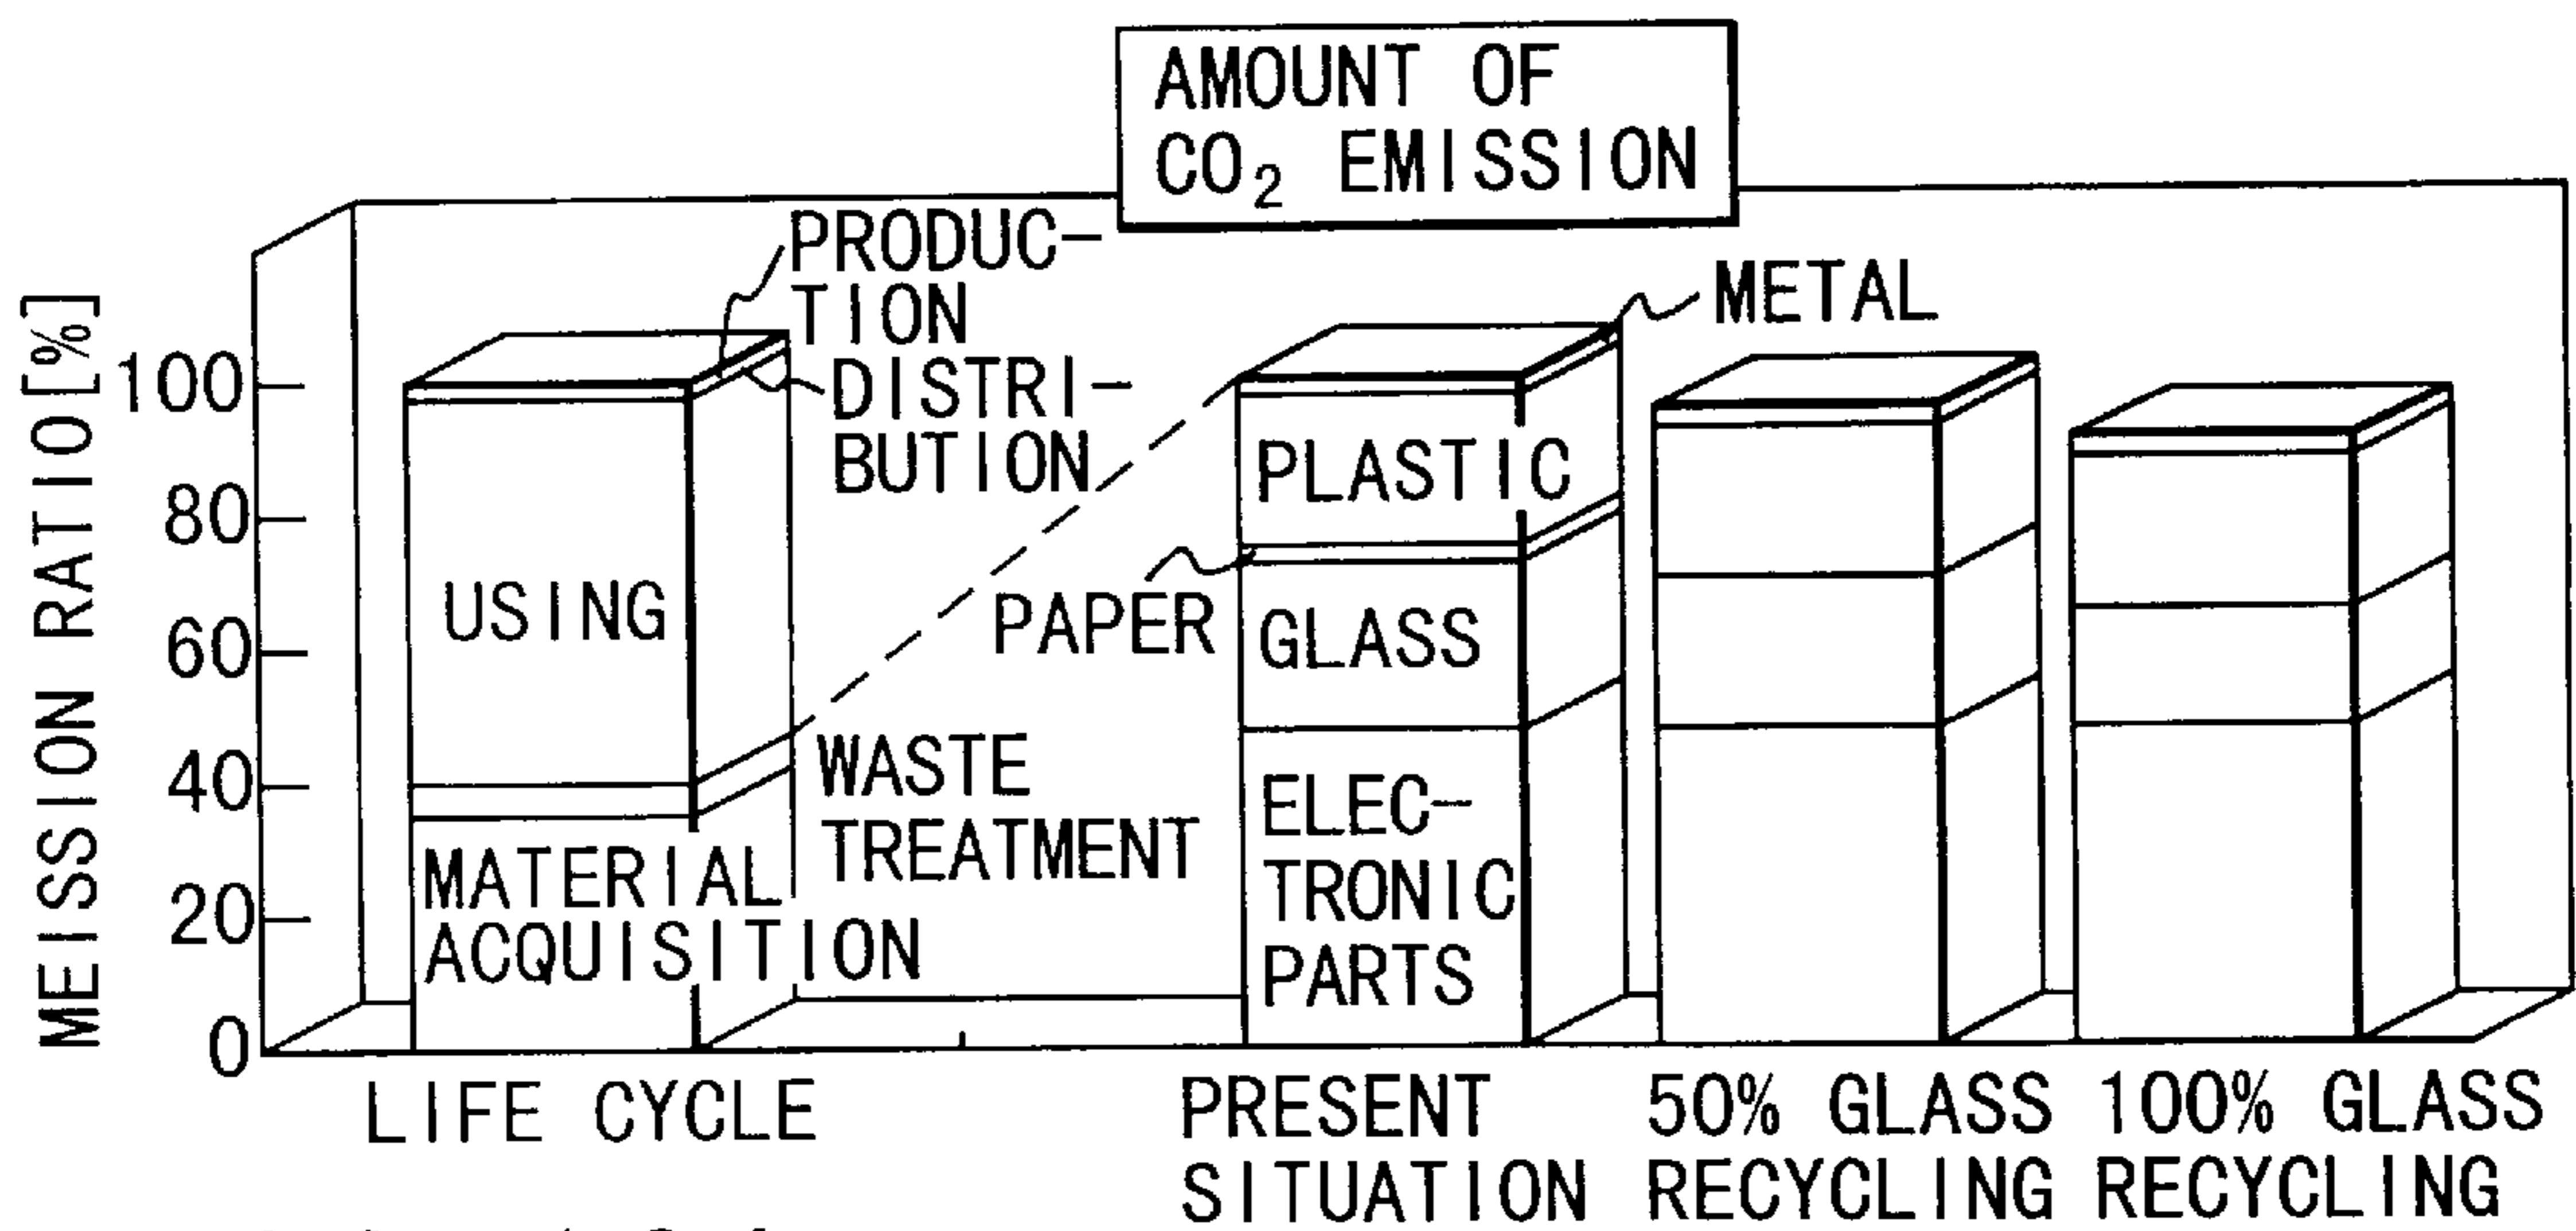 AMOUNT OF
CO₂ EMISSION
PRODUC-
TION
DISTRI-
BUTION
METAL
MEISSION RATIO[%]
100
80
60
40
20
0
USING
WASTE
TREATMENT
MATERIAL
ACQUISITION
PLASTIC
PAPER
GLASS
ELEC-
TRONIC
PARTS
LIFE CYCLE
PRESENT
SITUATION
50% GLASS
RECYCLING
100% GLASS
RECYCLING